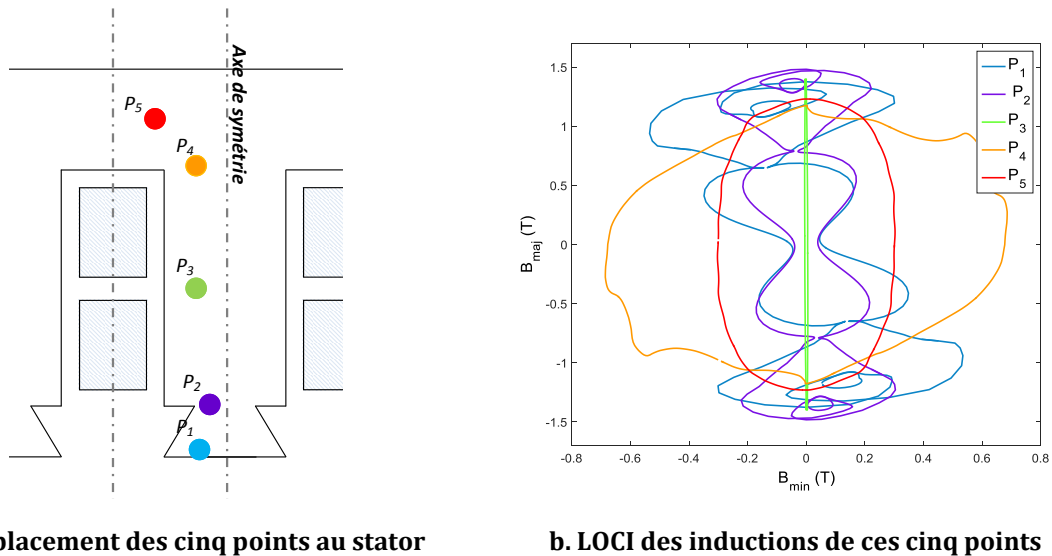 Axe de symétrie
P5
P4
P3
P2
P1
1.5
1
0.5
0
-0.5
-1
-1.5
-0.8 -0.6 -0.4 -0.2 0 0.2 0.4 0.6 0.8
Bmaj (T)
Bmin (T)
P1
P2
P3
P4
P5
placement des cinq points au stator
b. LOCI des inductions de ces cinq points